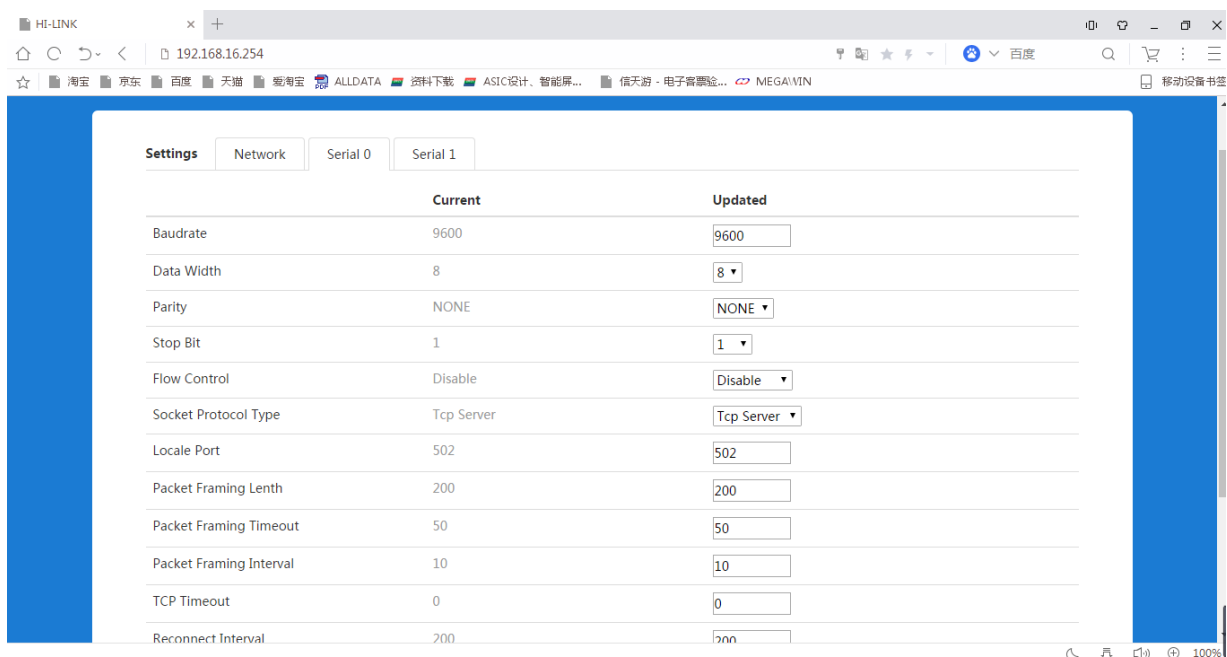 HI-LINK
192.168.16.254
百度
淘宝 京东 百度 天猫 爱淘宝 ALLDATA 资料下载 ASIC设计、智能屏... 信天游 - 电子客票验... MEGAWIN 移动设备书签
Settings Network Serial 0 Serial 1
Current Updated
Baudrate 9600 9600
Data Width 8 8
Parity NONE NONE
Stop Bit 1 1
Flow Control Disable Disable
Socket Protocol Type Tcp Server Tcp Server
Locale Port 502 502
Packet Framing Lenth 200 200
Packet Framing Timeout 50 50
Packet Framing Interval 10 10
TCP Timeout 0 0
Reconnect Interval 200 200
100%